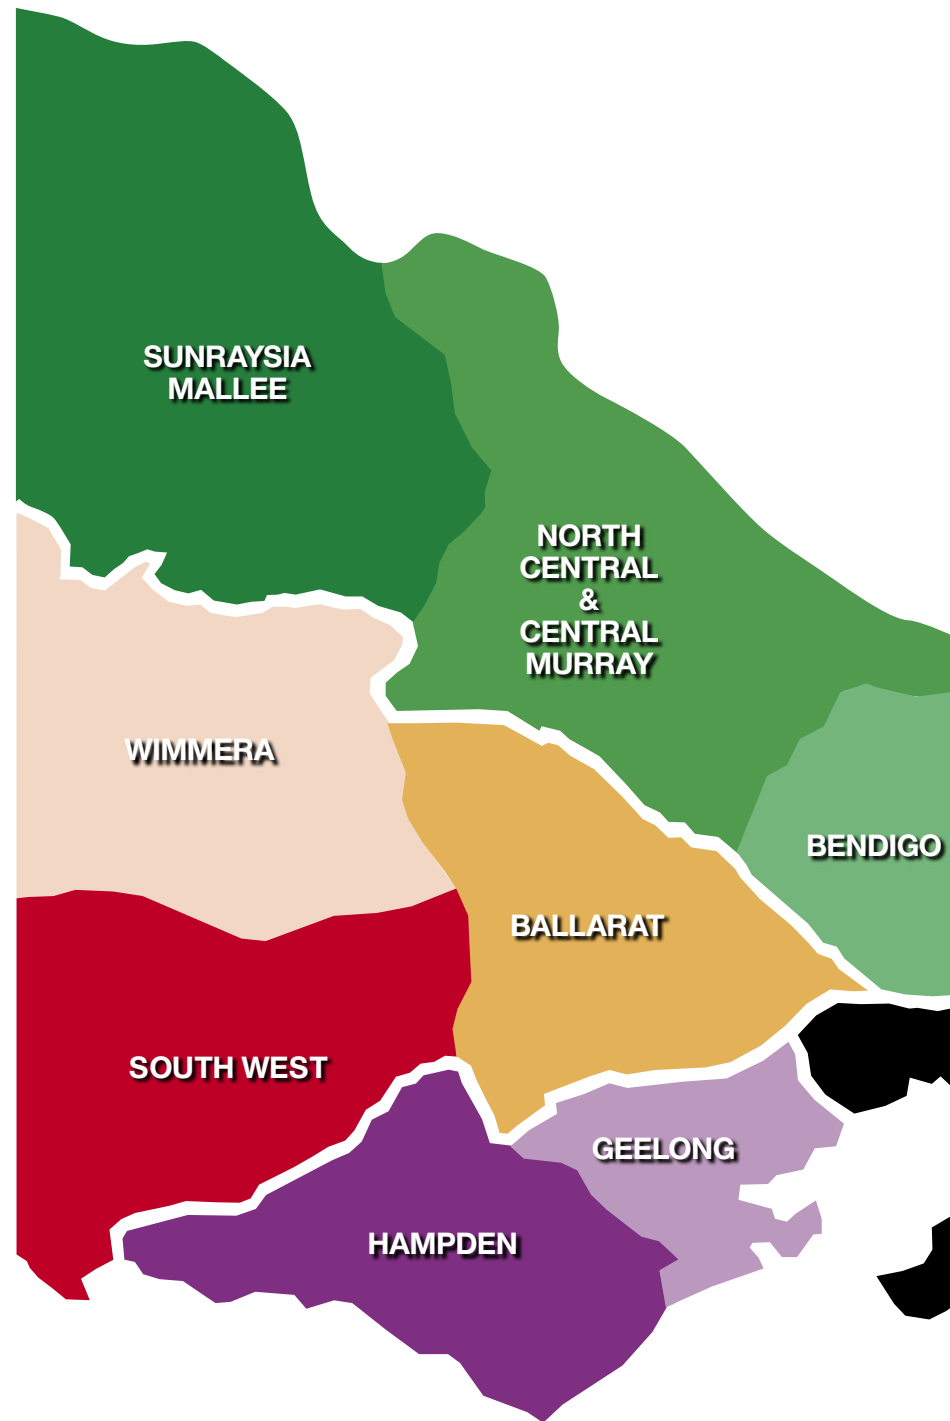 SUNRAYSIA
MALLEE
NORTH
CENTRAL
&
CENTRAL
MURRAY
WIMMERA
BENDIGO
BALLARAT
SOUTH WEST
GEELONG
HAMPDEN